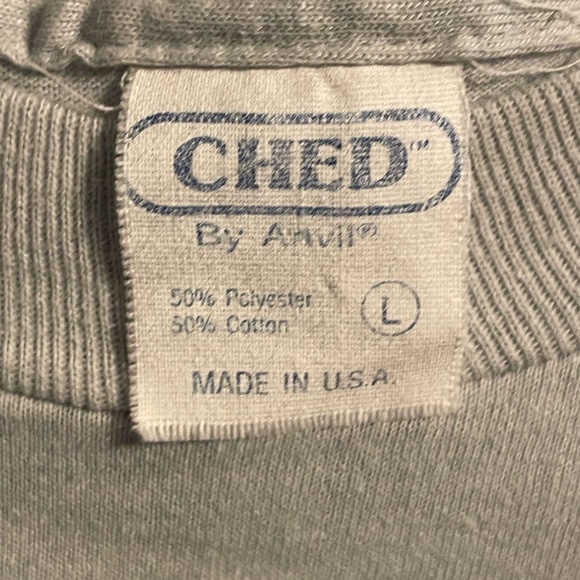 CHED™
By Anvil®
50% Polyester
50% Cotton
L
MADE IN U.S.A.